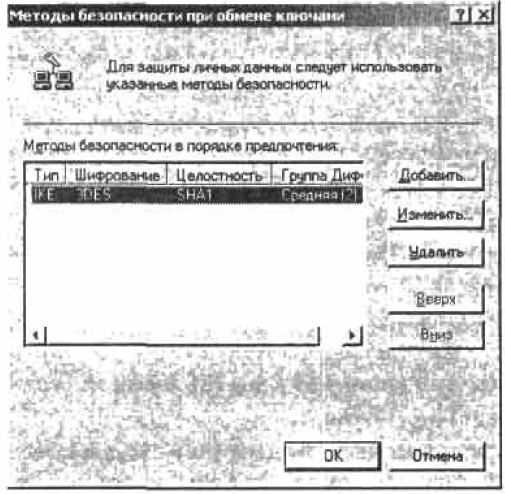 Методы безопасности при обмене ключами
Для защиты личных данных следует использовать
указанные методы безопасности.
Методы безопасности в порядке предпочтения:
Тип Шифрование Целостность Группа Диф
IKE 3DES SHA1 Средняя (2)
Добавить...
Изменить...
Удалить
Вверх
Вниз
OK Отмена